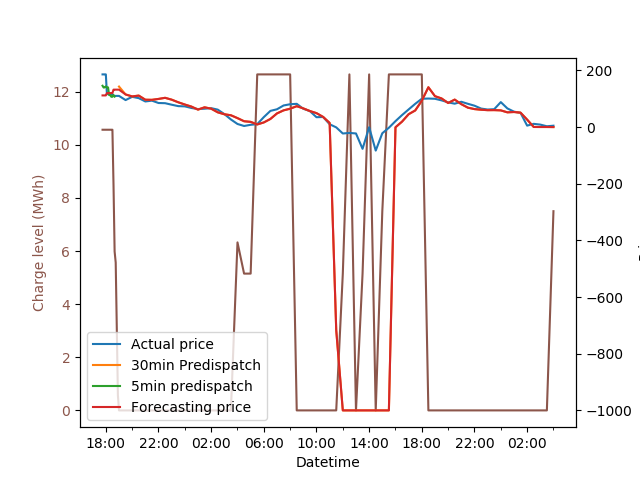 12
10
8
6
4
2
0
Charge level (MWh)
200
0
−200
−400
−600
−800
−1000
Actual price
30min Predispatch
5min predispatch
Forecasting price
18:00 22:00 02:00 06:00 10:00 14:00 18:00 22:00 02:00
Datetime